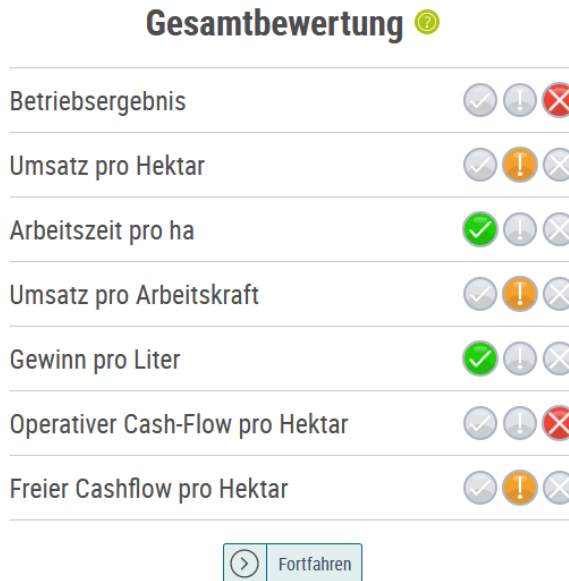 Gesamtbewertung ?
Betriebsergebnis
Umsatz pro Hektar
Arbeitszeit pro ha
Umsatz pro Arbeitskraft
Gewinn pro Liter
Operativer Cash-Flow pro Hektar
Freier Cashflow pro Hektar
Fortfahren